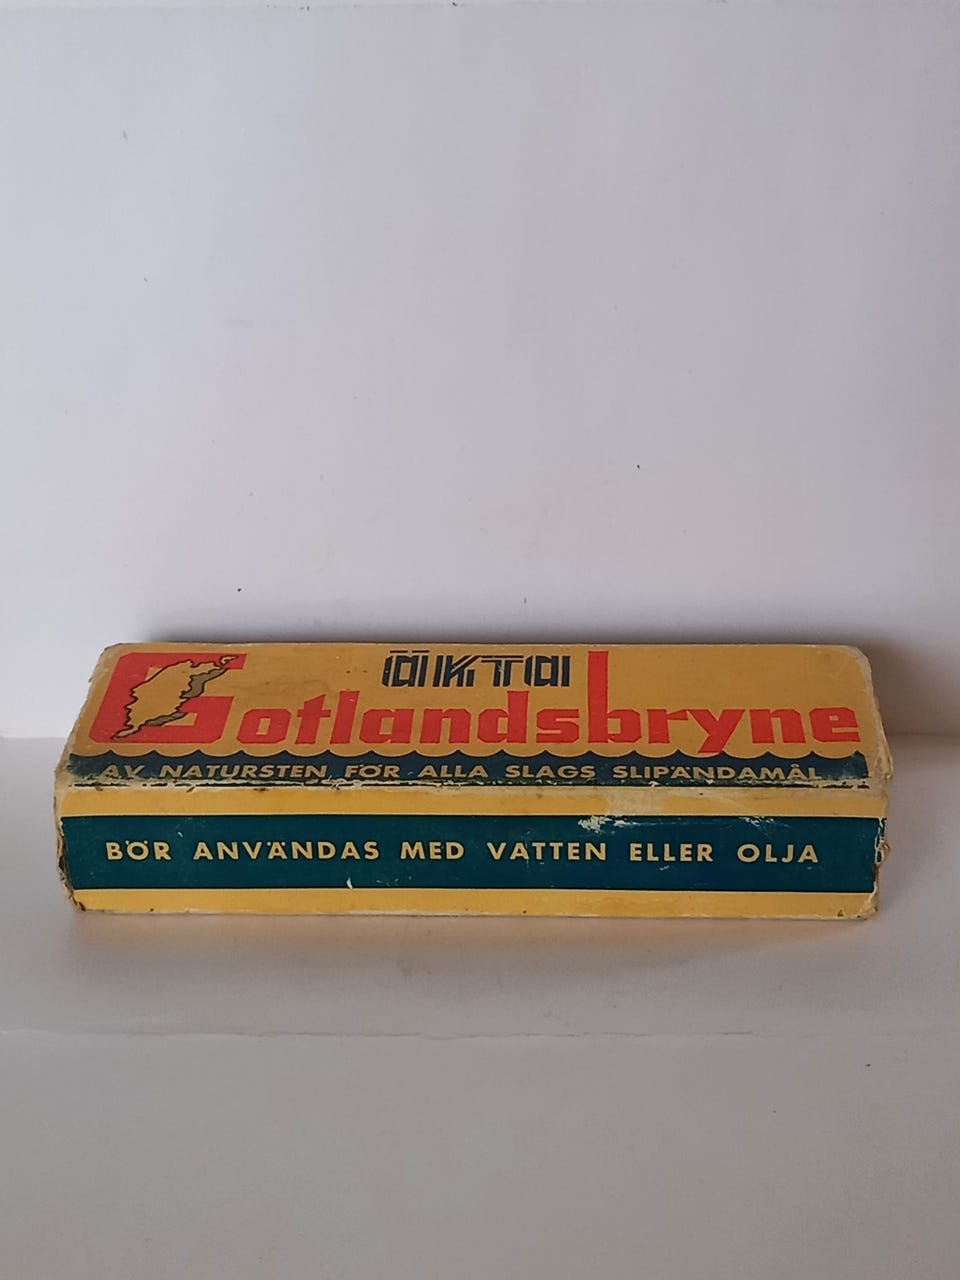 äKTa
Gotlandsbryne
AV NATURSTEN FÖR ALLA SLAGS SLIPÄNDAMÅL
BÖR ANVÄNDAS MED VATTEN ELLER OLJA